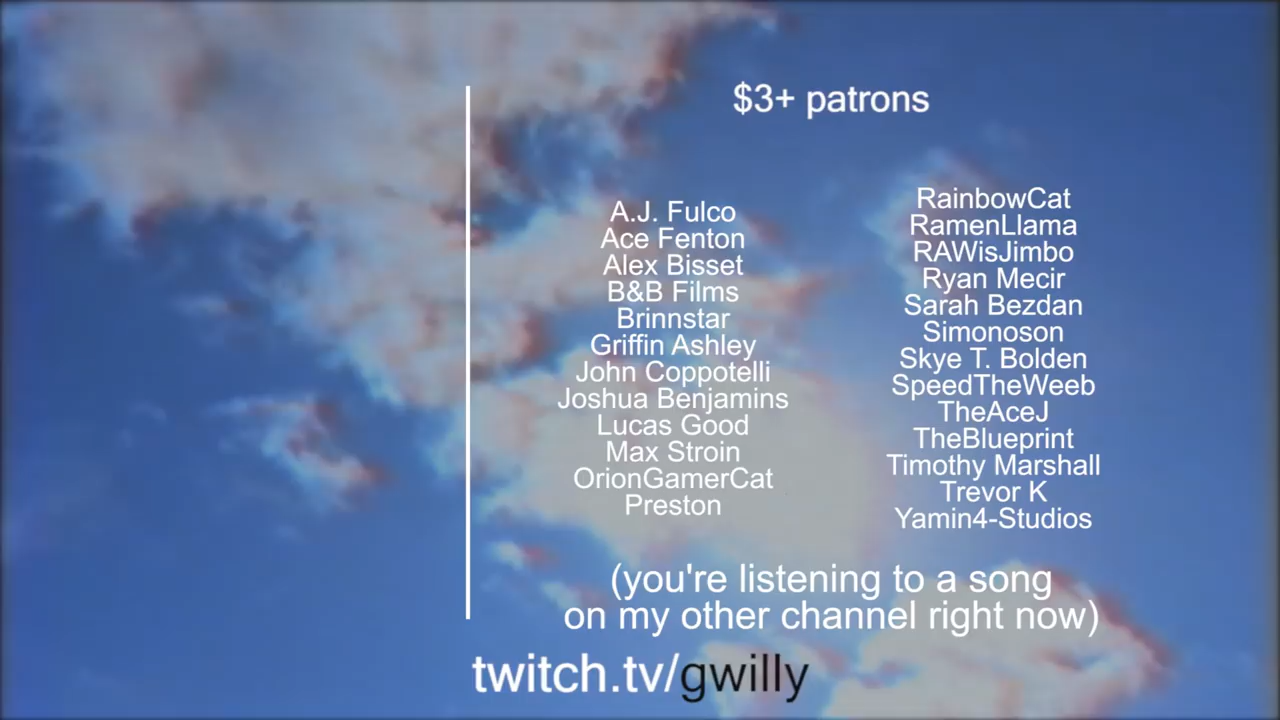 $3+ patrons
A.J. Fulco
Ace Fenton
Alex Bisset
B&B Films
Brinnstar
Griffin Ashley
John Coppotelli
Joshua Benjamins
Lucas Good
Max Stroin
OrionGamerCat
Preston
RainbowCat
RamenLlama
RAWisJimbo
Ryan Mecir
Sarah Bezdan
Simonoson
Skye T. Bolden
SpeedTheWeeb
TheAceJ
TheBlueprint
Timothy Marshall
Trevor K
Yamin4-Studios
(you're listening to a song
on my other channel right now)
twitch.tv/gwilly